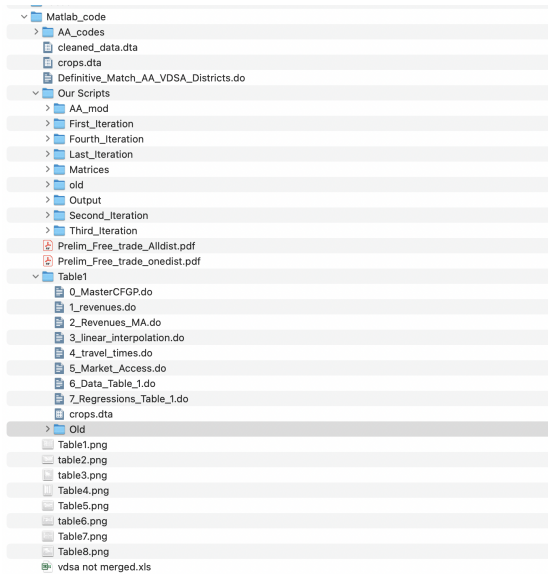 Matlab_code
AA_codes
cleaned_data.dta
crops.dta
Definitive_Match_AA_VDSA_Districts.do
Our Scripts
AA_mod
First_Iteration
Fourth_Iteration
Last_Iteration
Matrices
old
Output
Second_Iteration
Third_Iteration
Prelim_Free_trade_Alldist.pdf
Prelim_Free_trade_onedist.pdf
Table1
0_MasterCFGP.do
1_revenues.do
2_Revenues_MA.do
3_linear_interpolation.do
4_travel_times.do
5_Market_Access.do
6_Data_Table_1.do
7_Regressions_Table_1.do
crops.dta
Old
Table1.png
table2.png
table3.png
Table4.png
Table5.png
table6.png
Table7.png
Table8.png
vdsa not merged.xls